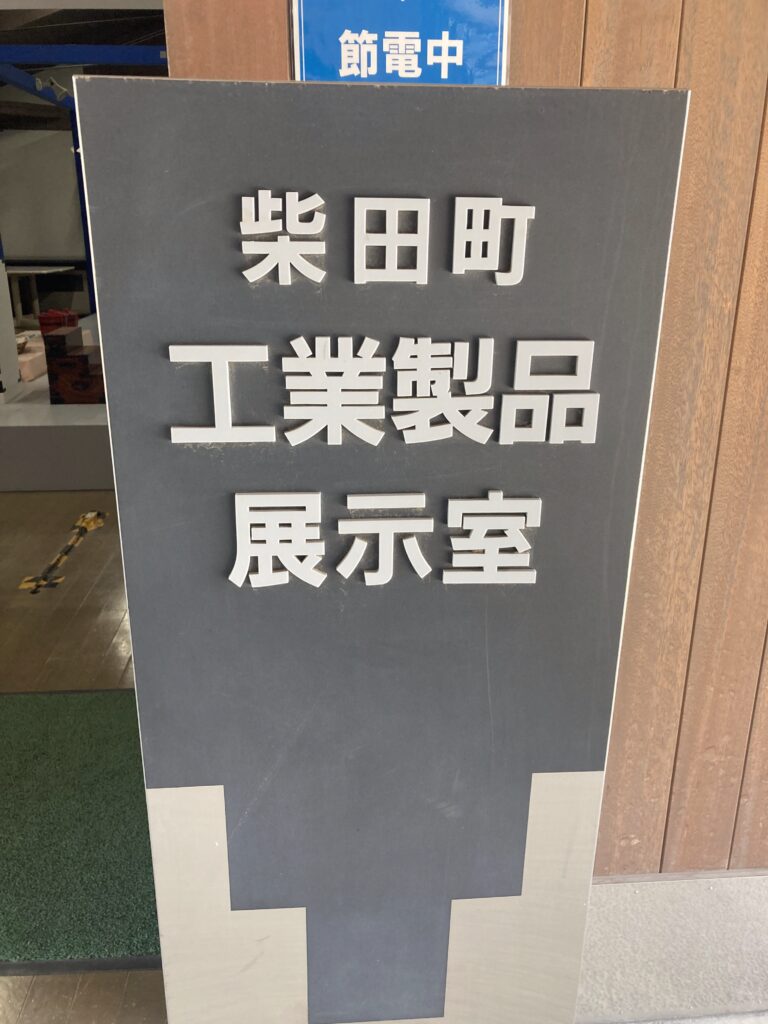 節電中
柴田町
工業製品
展示室